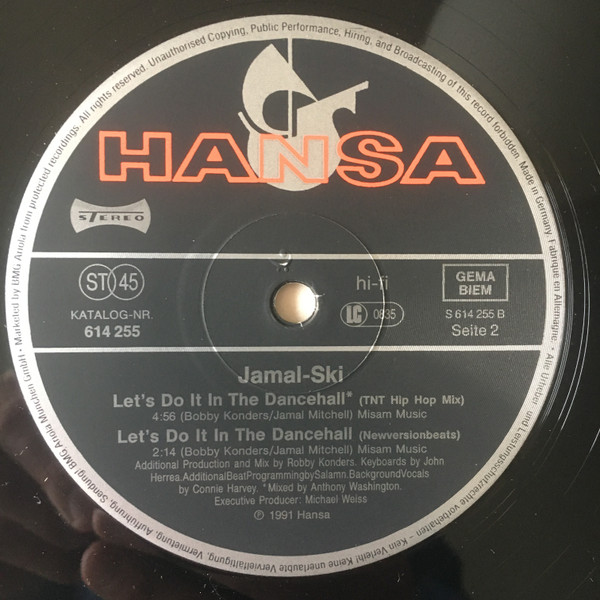 Unauthorised Copying, Public Performance, Hiring, and Broadcasting of this record forbidden. Made in Germany. Fabriqué en Allemagne. • Alle Urheber- und Leistungsschutzrechte vorbehalten - Kein Verleih! Keine unerlaubte Vervielfältigung, Vermietung, Aufführung, Sendung! BMG Ariola München GmbH • Marketed by BMG Ariola from protected recordings. All rights reserved.
HANSA
STEREO
ST 45
hi-fi
GEMA
BIEM
KATALOG-NR.
614 255
LC 0835
S 614 255 B
Seite 2
Jamal-Ski
Let's Do It In The Dancehall* (TNT Hip Hop Mix)
4:56 (Bobby Konders/Jamal Mitchell) Misam Music
Let's Do It In The Dancehall (Newversionbeats)
2:14 (Bobby Konders/Jamal Mitchell) Misam Music
Additional Production and Mix by Robby Konders. Keyboards by John
Herrea.AdditionalBeatProgrammingbySalamn.BackgroundVocals
by Connie Harvey. *Mixed by Anthony Washington.
Executive Producer: Michael Weiss
℗ 1991 Hansa